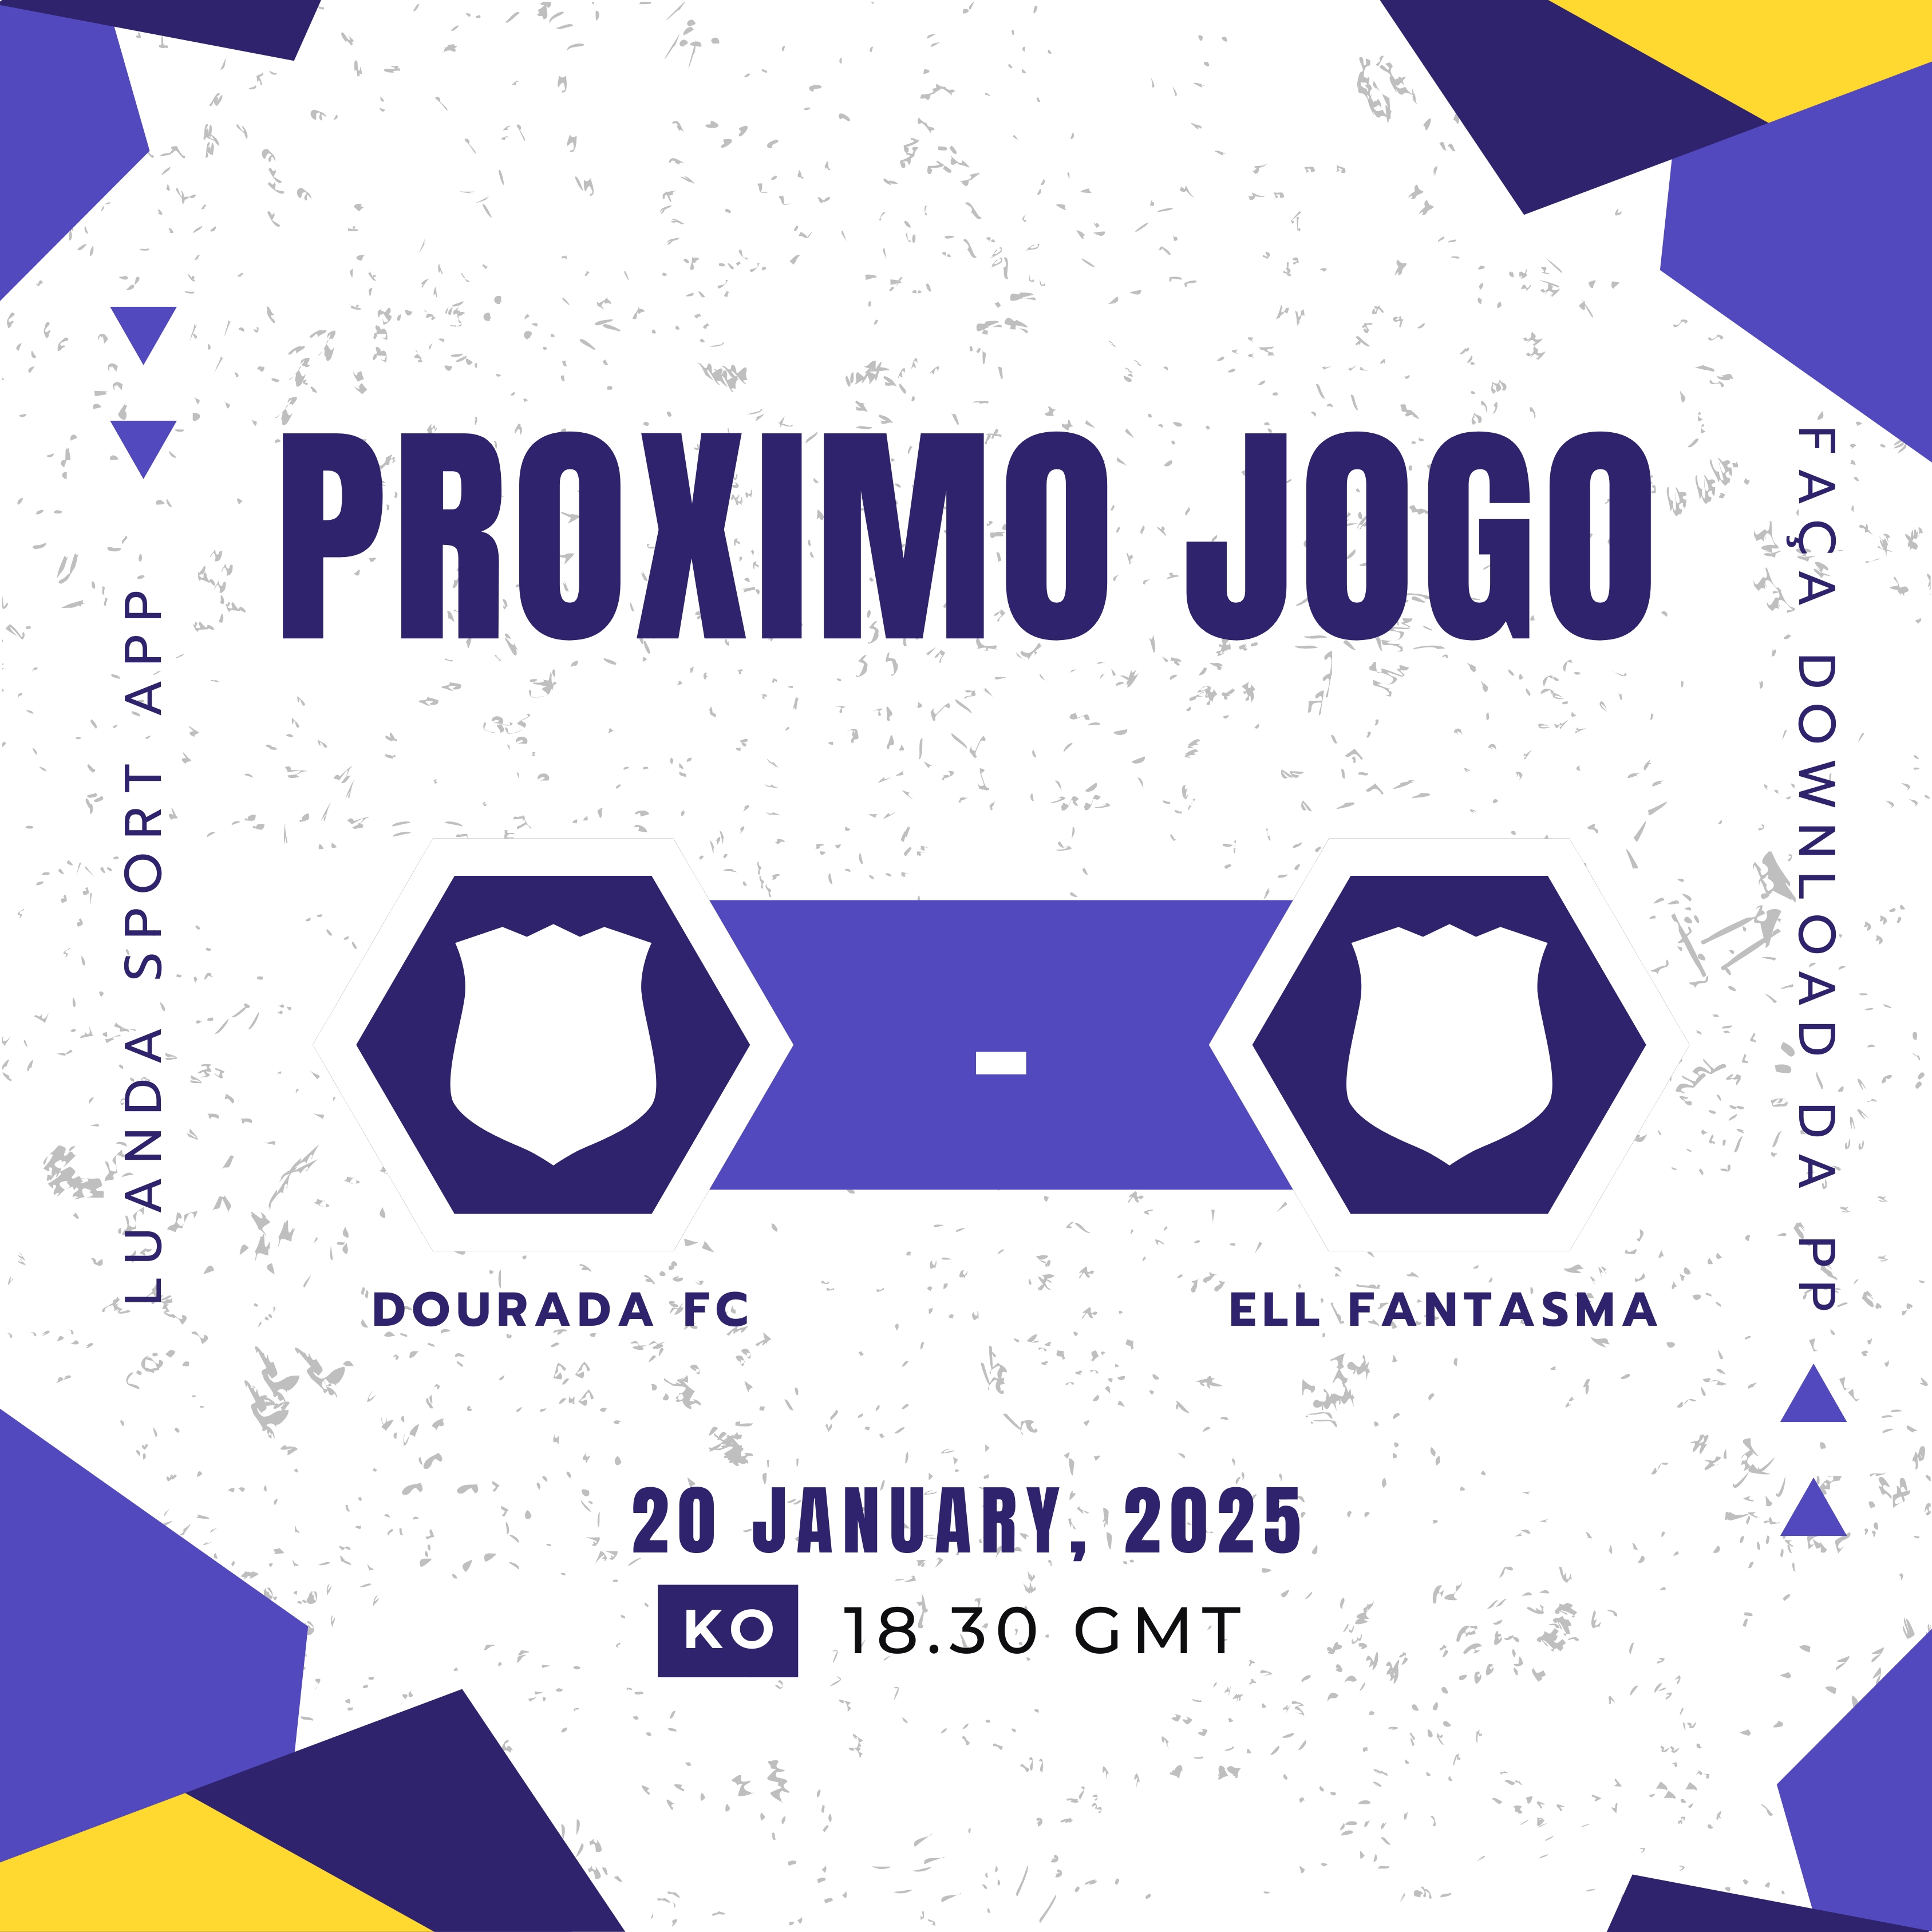 PROXIMO JOGO
LUANDA SPORT APP
FAÇA DOWNLOAD DA PP
-
DOURADA FC
ELL FANTASMA
20 JANUARY, 2025
KO 18.30 GMT